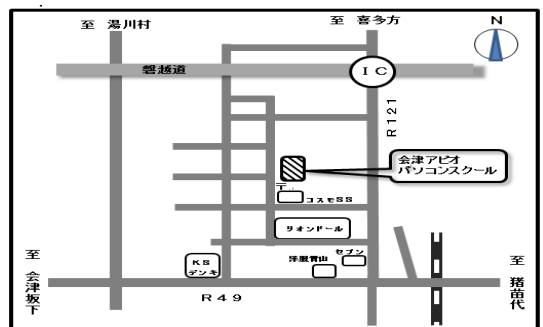 至 湯川村
至 喜多方
N
磐越道
IC
R121
会津アピオ
パソコンスクール
〒
コスモSS
リオンドール
KS
デンキ
洋服青山
セブン
至 会津坂下
至 猪苗代
R49